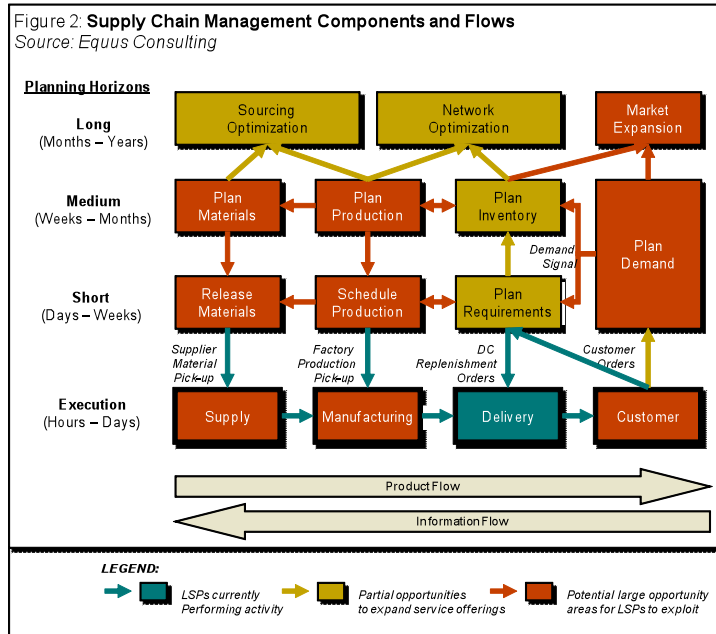 Figure 2: Supply Chain Management Components and Flows
Source: Equus Consulting
Planning Horizons
Long
(Months – Years)
Sourcing
Optimization
Network
Optimization
Market
Expansion
Medium
(Weeks – Months)
Plan
Materials
Plan
Production
Plan
Inventory
Demand
Signal
Plan
Demand
Short
(Days – Weeks)
Release
Materials
Schedule
Production
Plan
Requirements
Supplier
Material
Pick–up
Factory
Production
Pick–up
DC
Replenishment
Orders
Customer
Orders
Execution
(Hours – Days)
Supply
Manufacturing
Delivery
Customer
Product Flow
Information Flow
LEGEND:
LSPs currently
Performing activity
Partial opportunities
to expand service offerings
Potential large opportunity
areas for LSPs to exploit